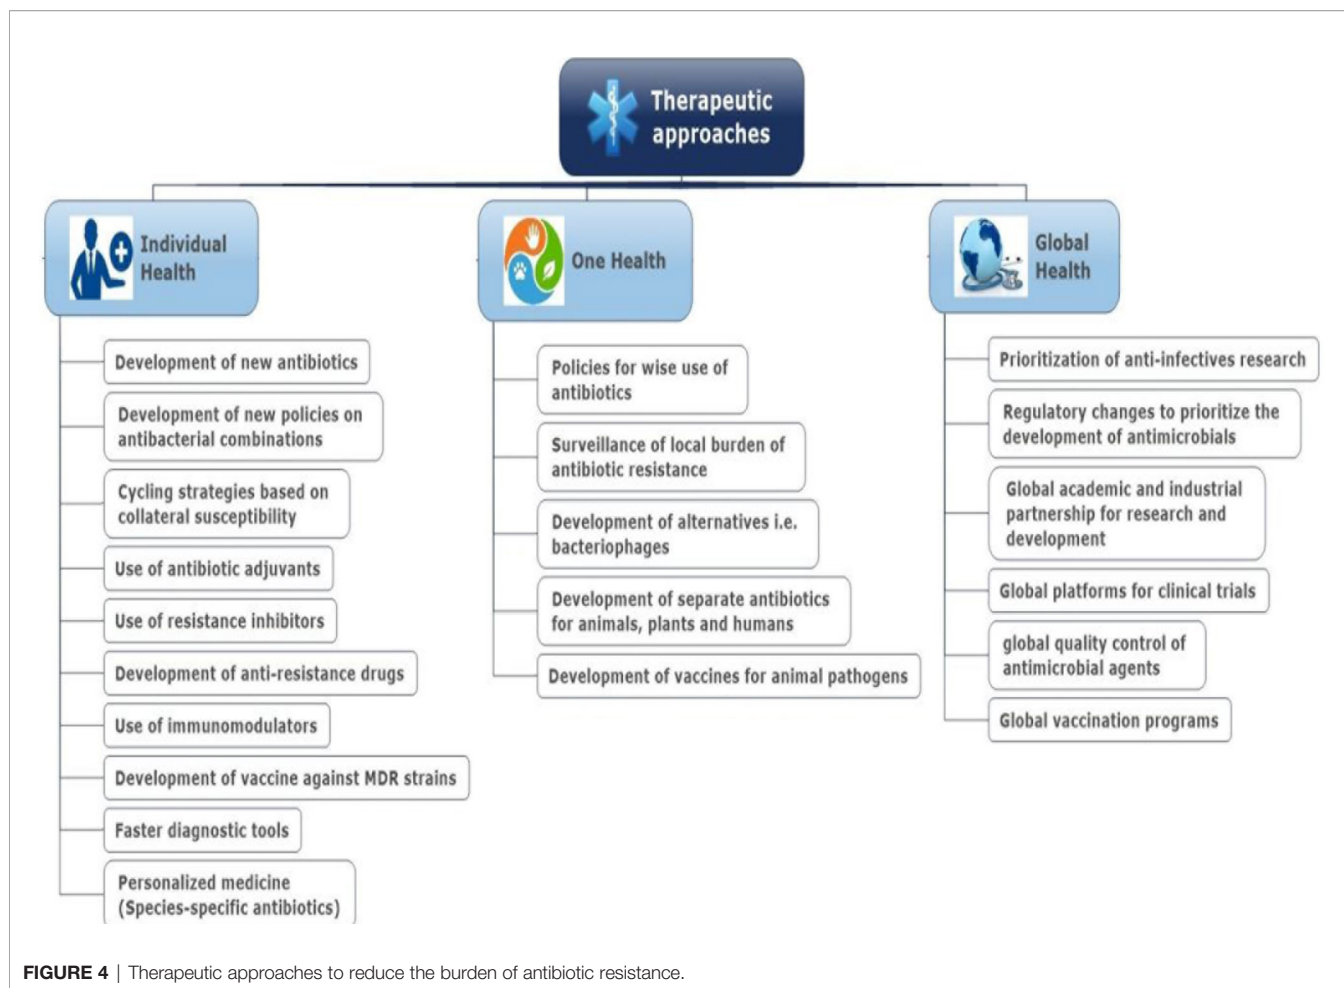 Therapeutic
approaches
Individual
Health
Development of new antibiotics
Development of new policies on
antibacterial combinations
Cycling strategies based on
collateral susceptibility
Use of antibiotic adjuvants
Use of resistance inhibitors
Development of anti-resistance drugs
Use of immunomodulators
Development of vaccine against MDR strains
Faster diagnostic tools
Personalized medicine
(Species-specific antibiotics)
One Health
Policies for wise use of
antibiotics
Surveillance of local burden of
antibiotic resistance
Development of alternatives i.e.
bacteriophages
Development of separate antibiotics
for animals, plants and humans
Development of vaccines for animal pathogens
Global
Health
Prioritization of anti-infectives research
Regulatory changes to prioritize the
development of antimicrobials
Global academic and industrial
partnership for research and
development
Global platforms for clinical trials
global quality control of
antimicrobial agents
Global vaccination programs
FIGURE 4 | Therapeutic approaches to reduce the burden of antibiotic resistance.